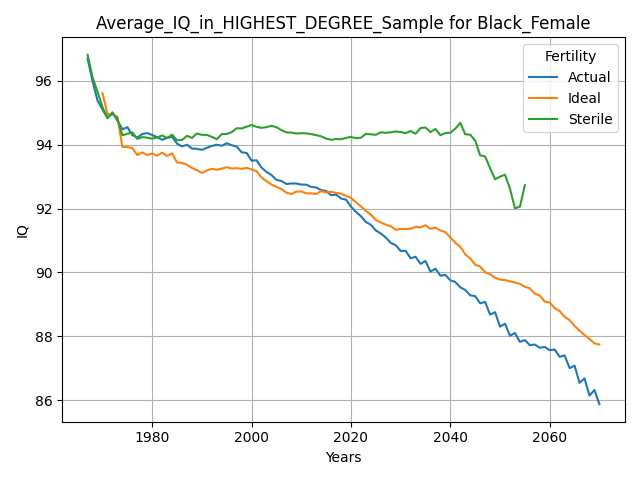 Average_IQ_in_HIGHEST_DEGREE_Sample for Black_Female
Fertility
Actual
Ideal
Sterile
IQ
96
94
92
90
88
86
1980
2000
2020
2040
2060
Years